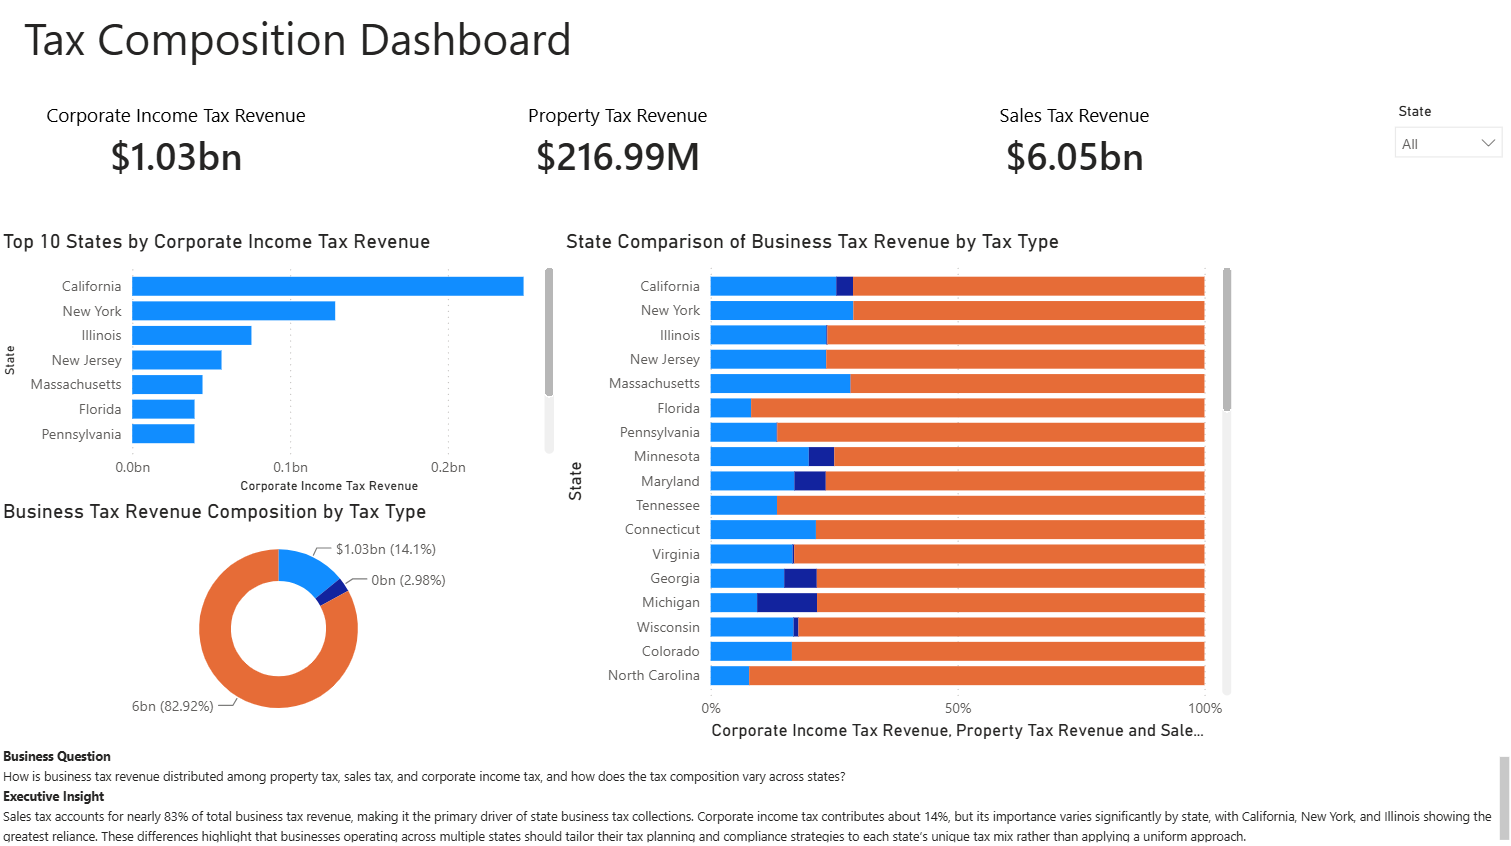 Tax Composition Dashboard
Corporate Income Tax Revenue
$1.03bn
Property Tax Revenue
$216.99M
Sales Tax Revenue
$6.05bn
State
All
Top 10 States by Corporate Income Tax Revenue
State
California
New York
Illinois
New Jersey
Massachusetts
Florida
Pennsylvania
0.0bn 0.1bn 0.2bn
Corporate Income Tax Revenue
Business Tax Revenue Composition by Tax Type
$1.03bn (14.1%)
0bn (2.98%)
6bn (82.92%)
State Comparison of Business Tax Revenue by Tax Type
State
California
New York
Illinois
New Jersey
Massachusetts
Florida
Pennsylvania
Minnesota
Maryland
Tennessee
Connecticut
Virginia
Georgia
Michigan
Wisconsin
Colorado
North Carolina
0% 50% 100%
Corporate Income Tax Revenue, Property Tax Revenue and Sale...
Business Question
How is business tax revenue distributed among property tax, sales tax, and corporate income tax, and how does the tax composition vary across states?
Executive Insight
Sales tax accounts for nearly 83% of total business tax revenue, making it the primary driver of state business tax collections. Corporate income tax contributes about 14%, but its importance varies significantly by state, with California, New York, and Illinois showing the
greatest reliance. These differences highlight that businesses operating across multiple states should tailor their tax planning and compliance strategies to each state's unique tax mix rather than applying a uniform approach.